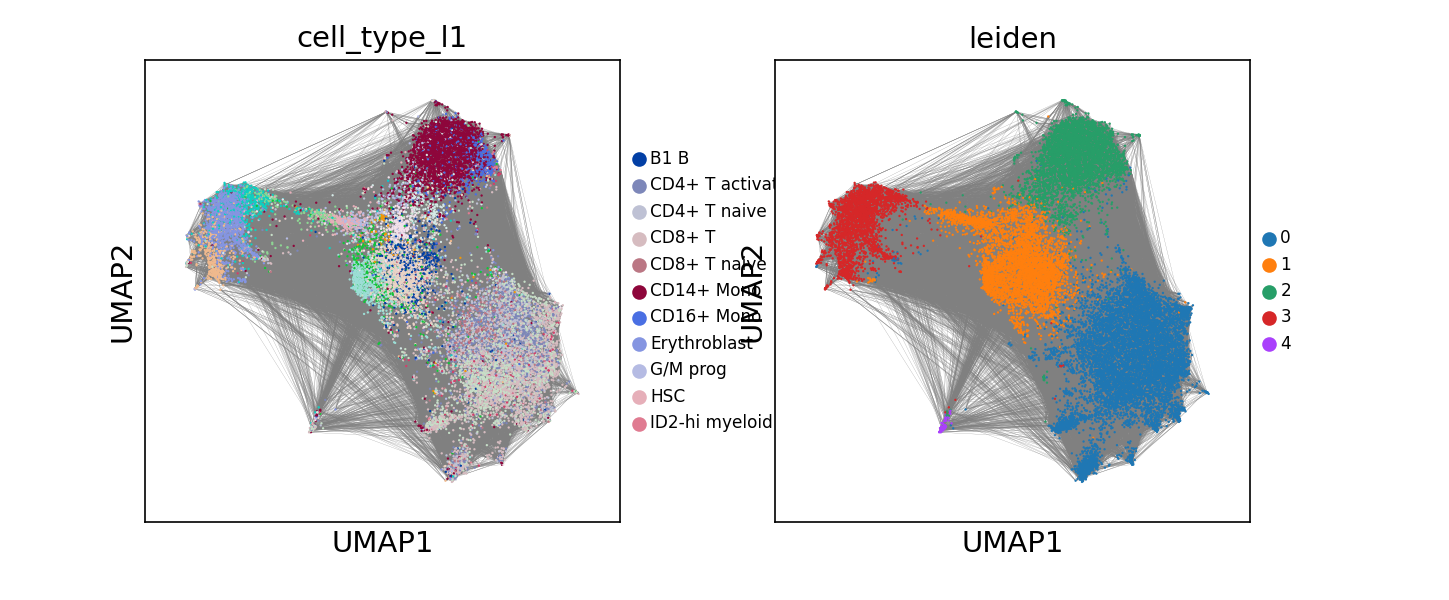 cell_type_l1
leiden
UMAP2
UMAP1
B1 B
CD4+ T activat
CD4+ T naive
CD8+ T
CD8+ T naive
CD14+ Mono
CD16+ Mono
Erythroblast
G/M prog
HSC
ID2-hi myeloid
UMAP2
UMAP1
0
1
2
3
4